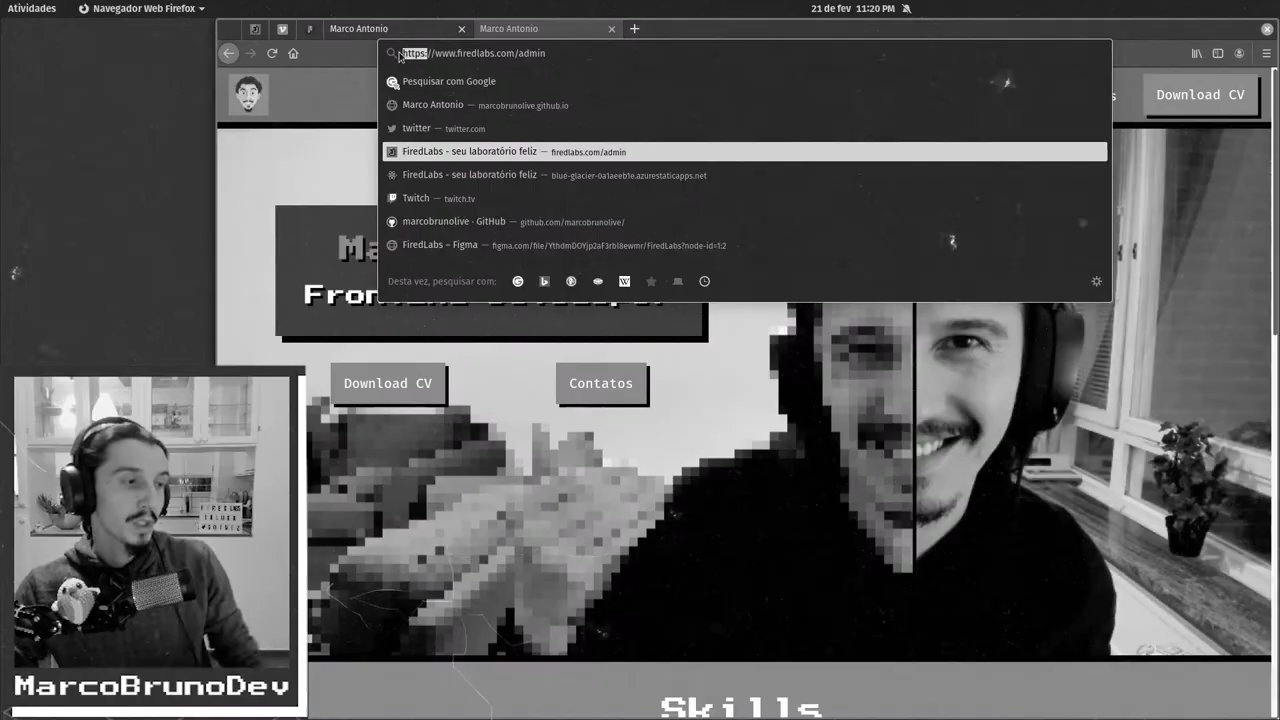 Atividades
Navegador Web Firefox
21 de fev 11:20 PM
Marco Antonio
Marco Antonio
https://www.firedlabs.com/admin
Pesquisar com Google
Marco Antonio — marcobrunolive.github.io
twitter — twitter.com
FiredLabs - seu laboratório feliz — firedlabs.com/admin
FiredLabs - seu laboratório feliz — blue-glacier-0a1aeeb1e.azurestaticapps.net
Twitch — twitch.tv
marcobrunolive · GitHub — github.com/marcobrunolive/
FiredLabs – Figma — figma.com/file/YthdmDOYjp2aF3rbl8ewmr/FiredLabs?node-id=1:2
Desta vez, pesquisar com:
Download CV
Download CV
Contatos
MarcoBrunoDev
Skills